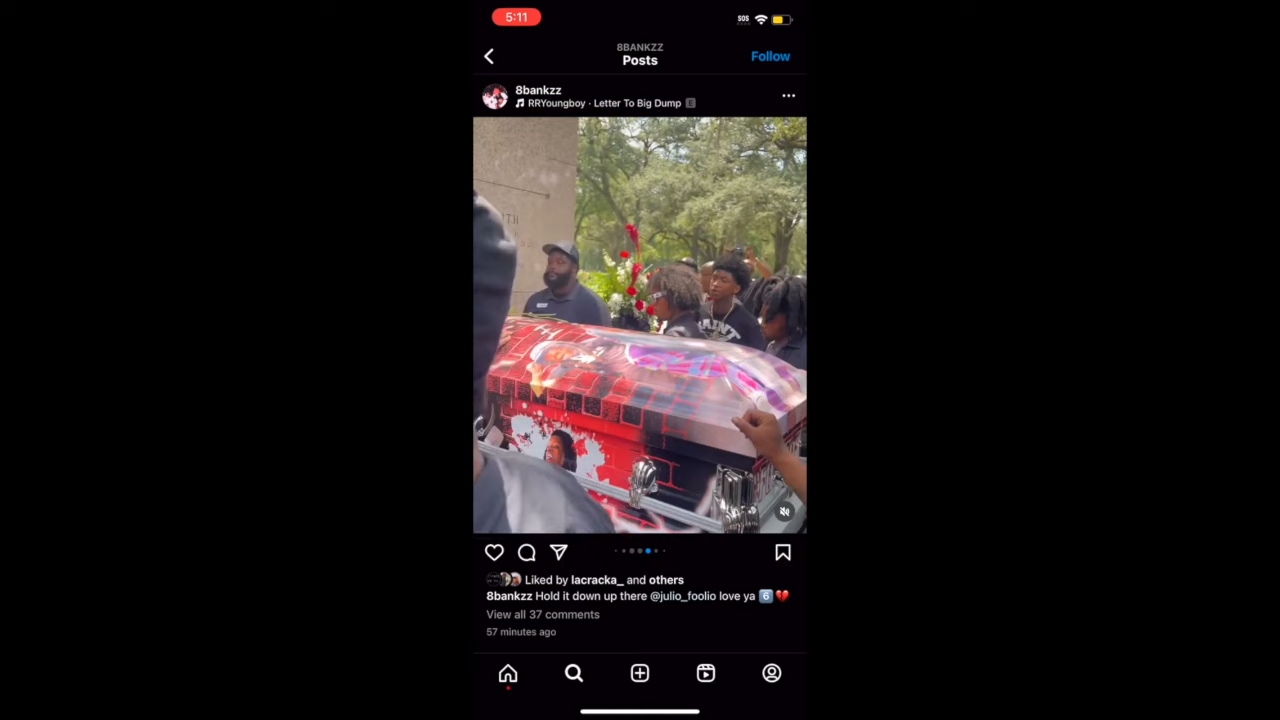 5:11
SOS
8BANKZZ
Posts
Follow
8bankzz
RRYoungboy · Letter To Big Dump E
AINT
Liked by lacracka_ and others
8bankzz Hold it down up there @julio_foolio love ya 6️⃣💔
View all 37 comments
57 minutes ago